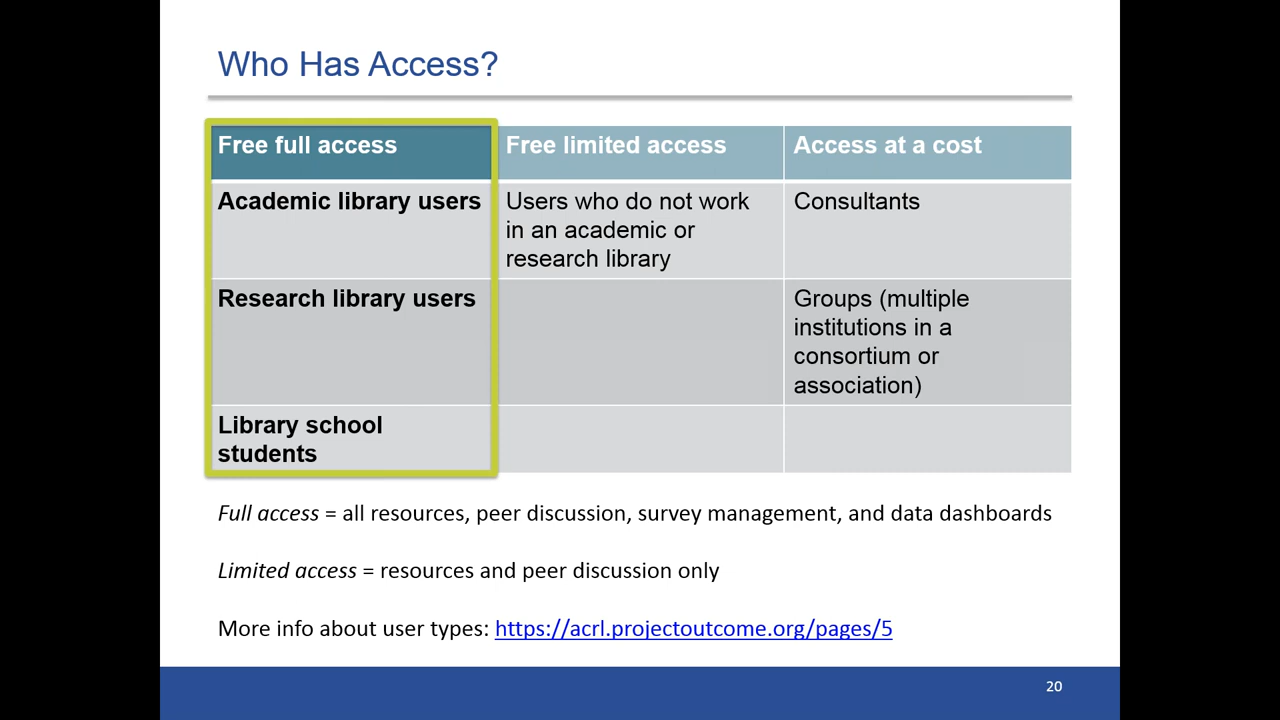 Who Has Access?
Free full access
Free limited access
Access at a cost
Academic library users
Users who do not work
in an academic or
research library
Consultants
Research library users
Groups (multiple
institutions in a
consortium or
association)
Library school
students
Full access = all resources, peer discussion, survey management, and data dashboards
Limited access = resources and peer discussion only
More info about user types: https://acrl.projectoutcome.org/pages/5
20